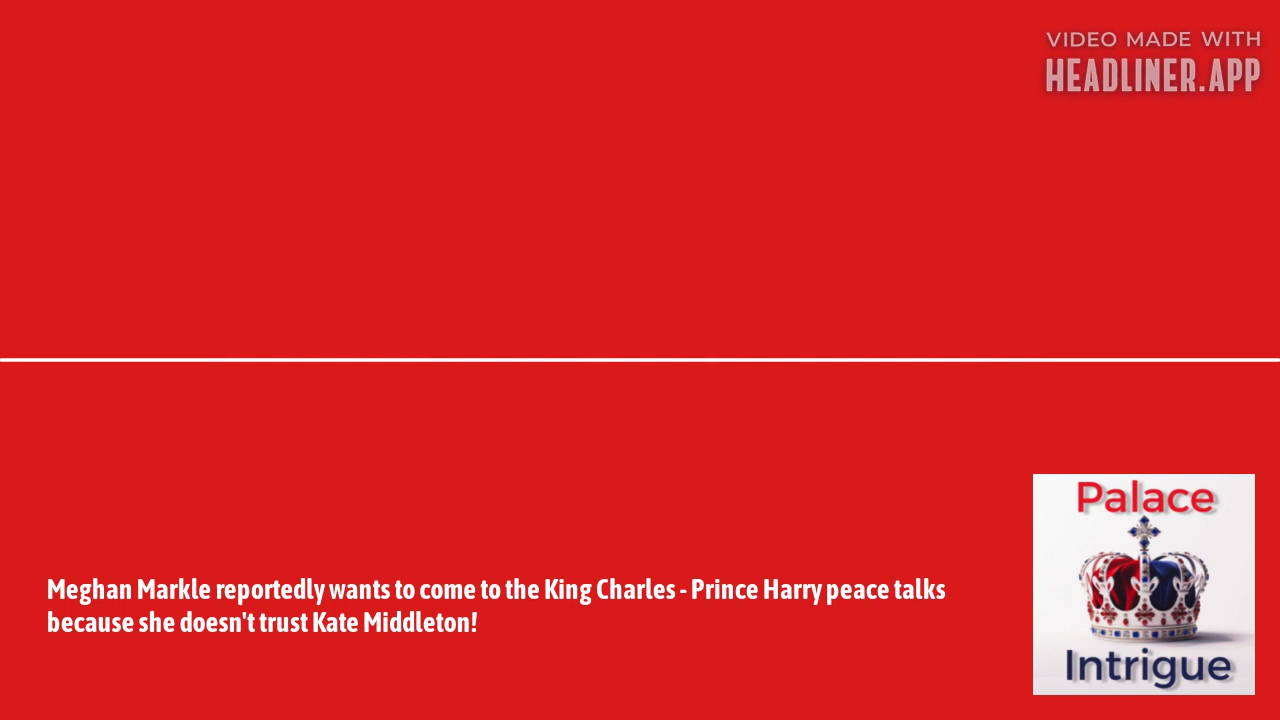 VIDEO MADE WITH
HEADLINER.APP
Palace
Intrigue
Meghan Markle reportedly wants to come to the King Charles - Prince Harry peace talks
because she doesn't trust Kate Middleton!